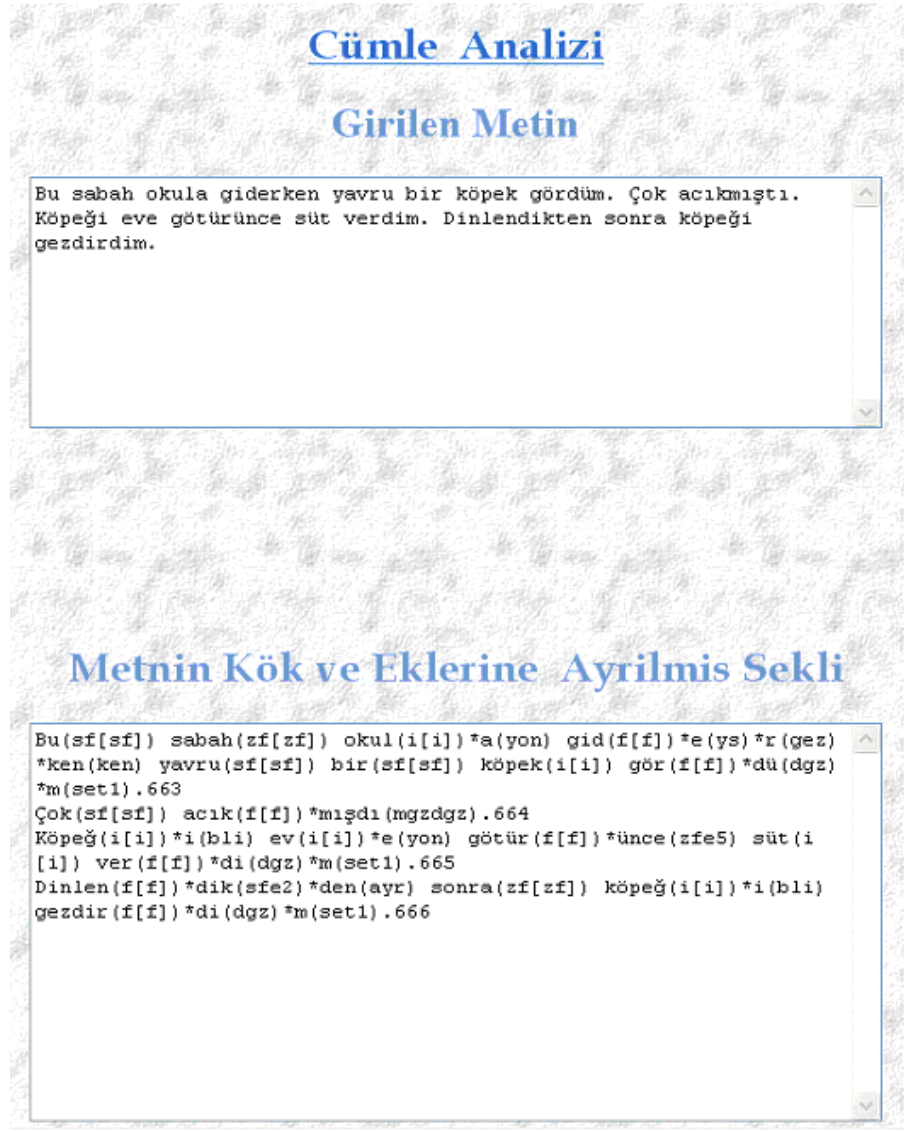 Cümle Analizi
Girilen Metin
Bu sabah okula giderken yavru bir köpek gördüm. Çok acıkmıştı.
Köpeği eve götürünce süt verdim. Dinlendikten sonra köpeği
gezdirdim.
Metnin Kök ve Eklerine Ayrilmis Sekli
Bu(sf[sf]) sabah(zf[zf]) okul(i[i])*a(yon) gid(f[f])*e(ys)*r(gez)
*ken(ken) yavru(sf[sf]) bir(sf[sf]) köpek(i[i]) gör(f[f])*dü(dgz)
*m(set1).663
Çok(sf[sf]) acık(f[f])*mışdı(mgzdgz).664
Köpeğ(i[i])*i(bli) ev(i[i])*e(yon) götür(f[f])*ünce(zfe5) süt(i
[i]) ver(f[f])*di(dgz)*m(set1).665
Dinlen(f[f])*dik(sfe2)*den(ayr) sonra(zf[zf]) köpeğ(i[i])*i(bli)
gezdir(f[f])*di(dgz)*m(set1).666